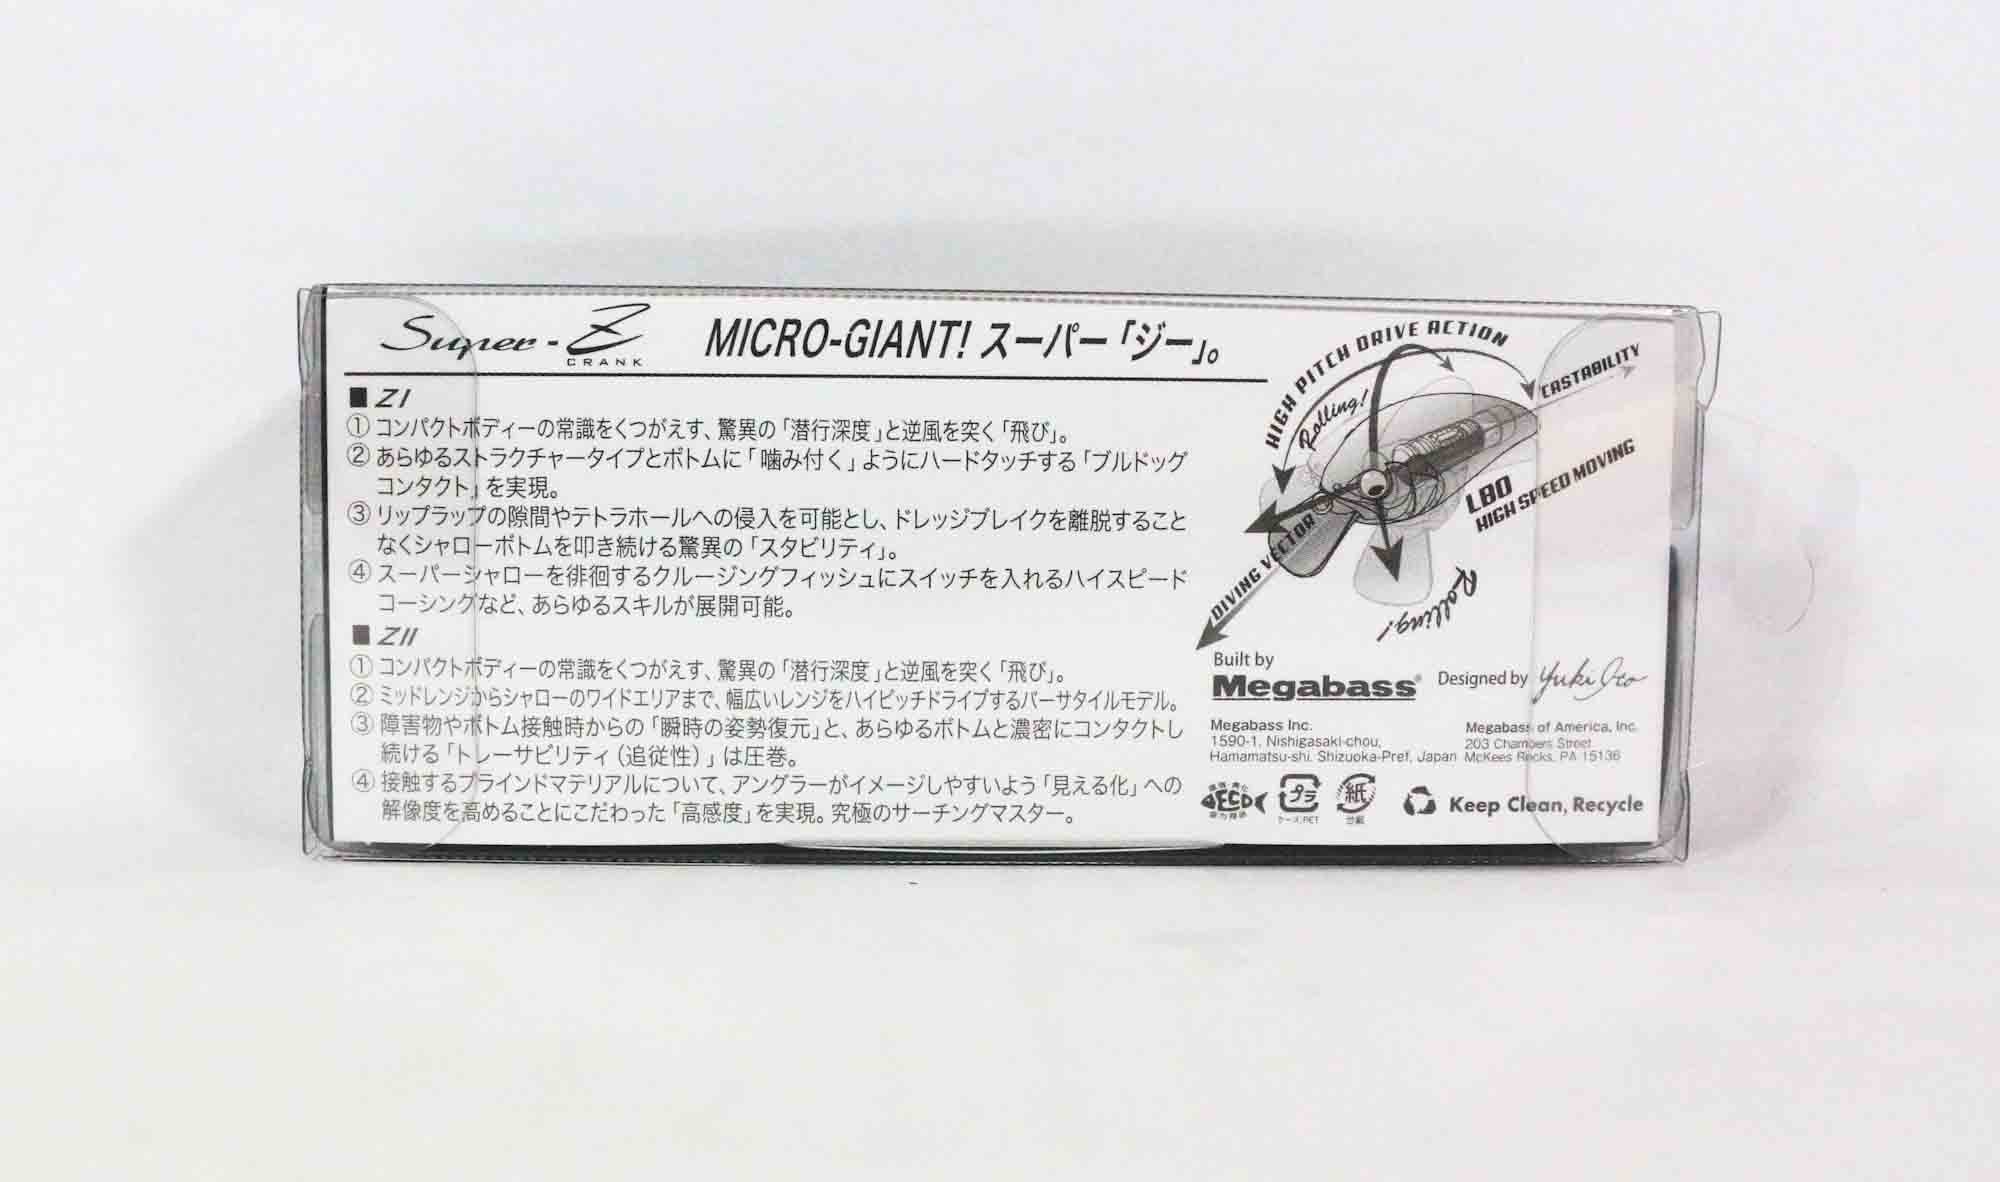 Super-Z CRANK MICRO-GIANT! スーパー「ジー」。
■ZI
①コンパクトボディーの常識をくつがえす、驚異の「潜行深度」と逆風を突く「飛び」。
②あらゆるストラクチャータイプとボトムに「噛み付く」ようにハードタッチする「ブルドッグ
コンタクト」を実現。
③リップラップの隙間やテトラホールへの侵入を可能とし、ドレッジブレイクを離脱すること
なくシャローボトムを叩き続ける驚異の「スタビリティ」。
④スーパーシャローを徘徊するクルージングフィッシュにスイッチを入れるハイスピード
コーシングなど、あらゆるスキルが展開可能。
■ZII
①コンパクトボディーの常識をくつがえす、驚異の「潜行深度」と逆風を突く「飛び」。
②ミッドレンジからシャローのワイドエリアまで、幅広いレンジをハイピッチドライブするバーサタイルモデル。
③障害物やボトム接触時からの「瞬時の姿勢復元」と、あらゆるボトムと濃密にコンタクトし
続ける「トレーサビリティ（追従性）」は圧巻。
④接触するブラインドマテリアルについて、アングラーがイメージしやすいよう「見える化」への
解像度を高めることにこだわった「高感度」を実現。究極のサーチングマスター。
HIGH PITCH DRIVE ACTION
Rolling!
CASTABILITY
LBO
HIGH SPEED MOVING
DIVING VECTOR
Rolling!
Built by
Megabass®
Designed by Yuki Ito
Megabass Inc.
1590-1, Nishigasaki-chou,
Hamamatsu-shi. Shizuoka-Pref, Japan
Megabass of America, Inc.
203 Chambers Street
McKees Rocks, PA 15136
ECO
プラ
ケース:PET
紙
台紙
Keep Clean, Recycle